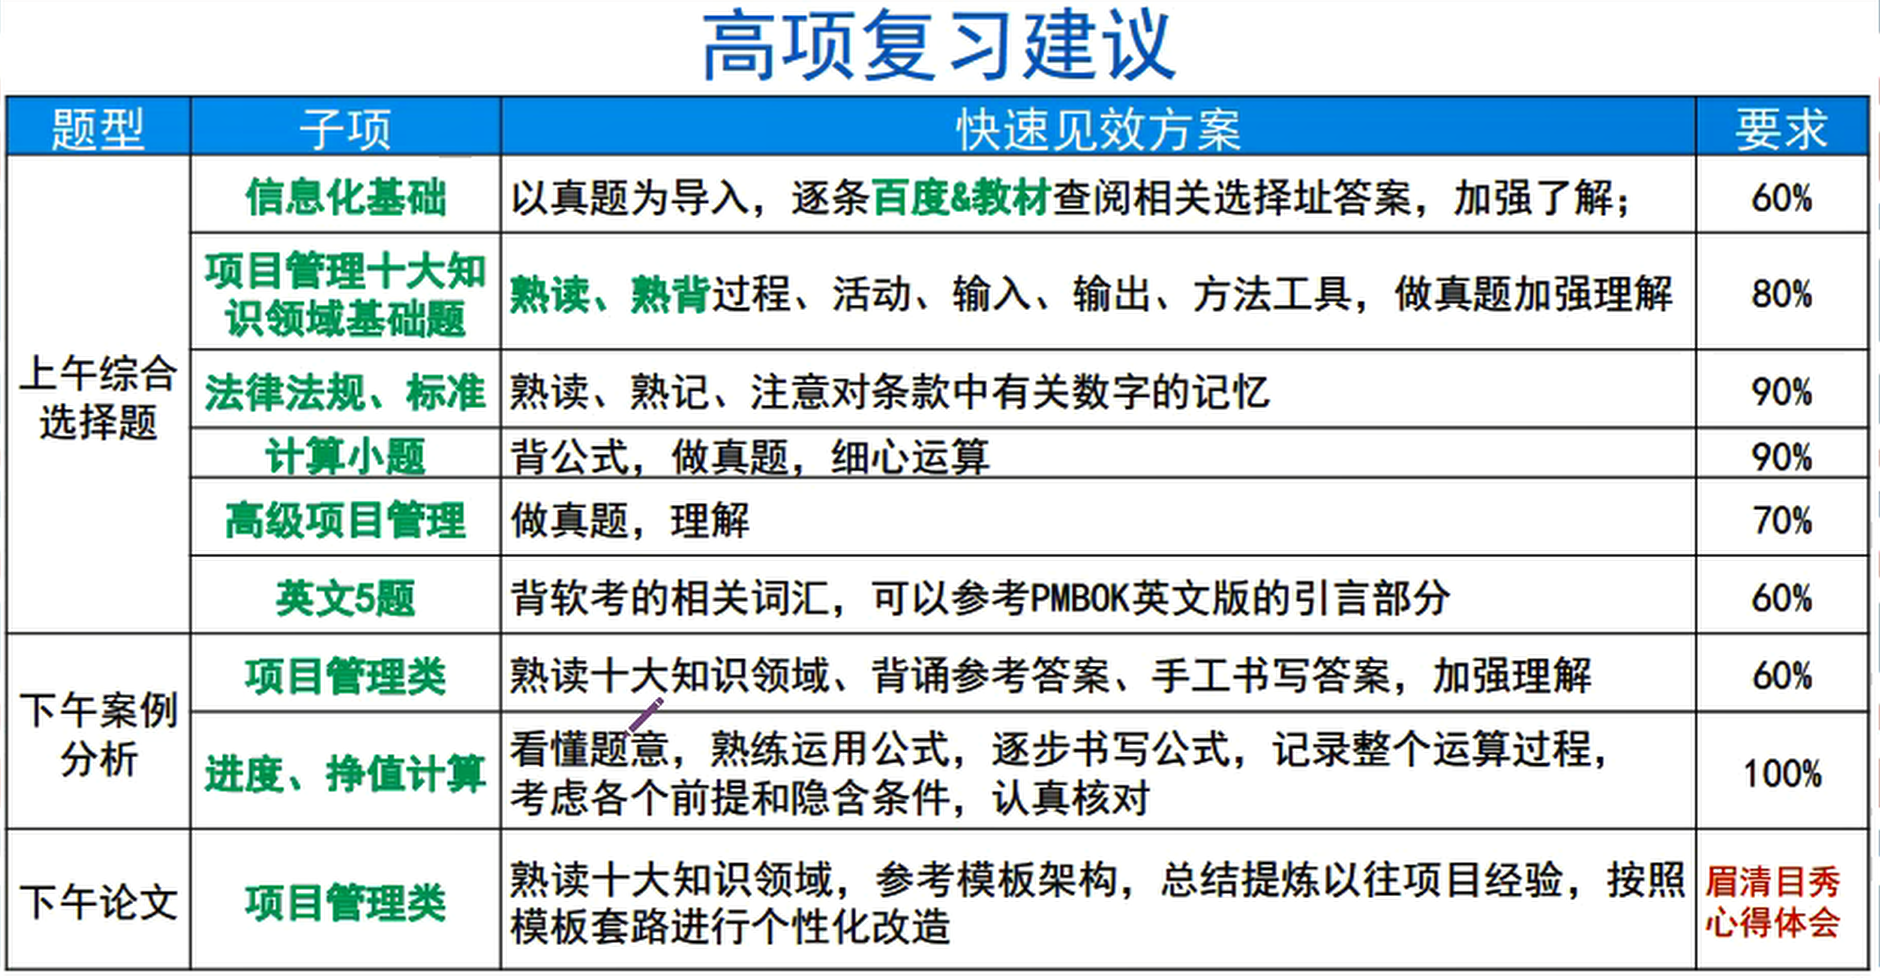 高项复习建议
题型 子项 快速见效方案 要求
上午综合
选择题
信息化基础 以真题为导入，逐条百度&教材查阅相关选择址答案，加强了解； 60%
项目管理十大知
识领域基础题
熟读、熟背过程、活动、输入、输出、方法工具，做真题加强理解 80%
法律法规、标准 熟读、熟记、注意对条款中有关数字的记忆 90%
计算小题 背公式，做真题，细心运算 90%
高级项目管理 做真题，理解 70%
英文5题 背软考的相关词汇，可以参考PMBOK英文版的引言部分 60%
下午案例
分析
项目管理类 熟读十大知识领域、背诵参考答案、手工书写答案，加强理解 60%
进度、挣值计算
看懂题意，熟练运用公式，逐步书写公式，记录整个运算过程，
考虑各个前提和隐含条件，认真核对
100%
下午论文
项目管理类
熟读十大知识领域，参考模板架构，总结提炼以往项目经验，按照
模板套路进行个性化改造
眉清目秀
心得体会